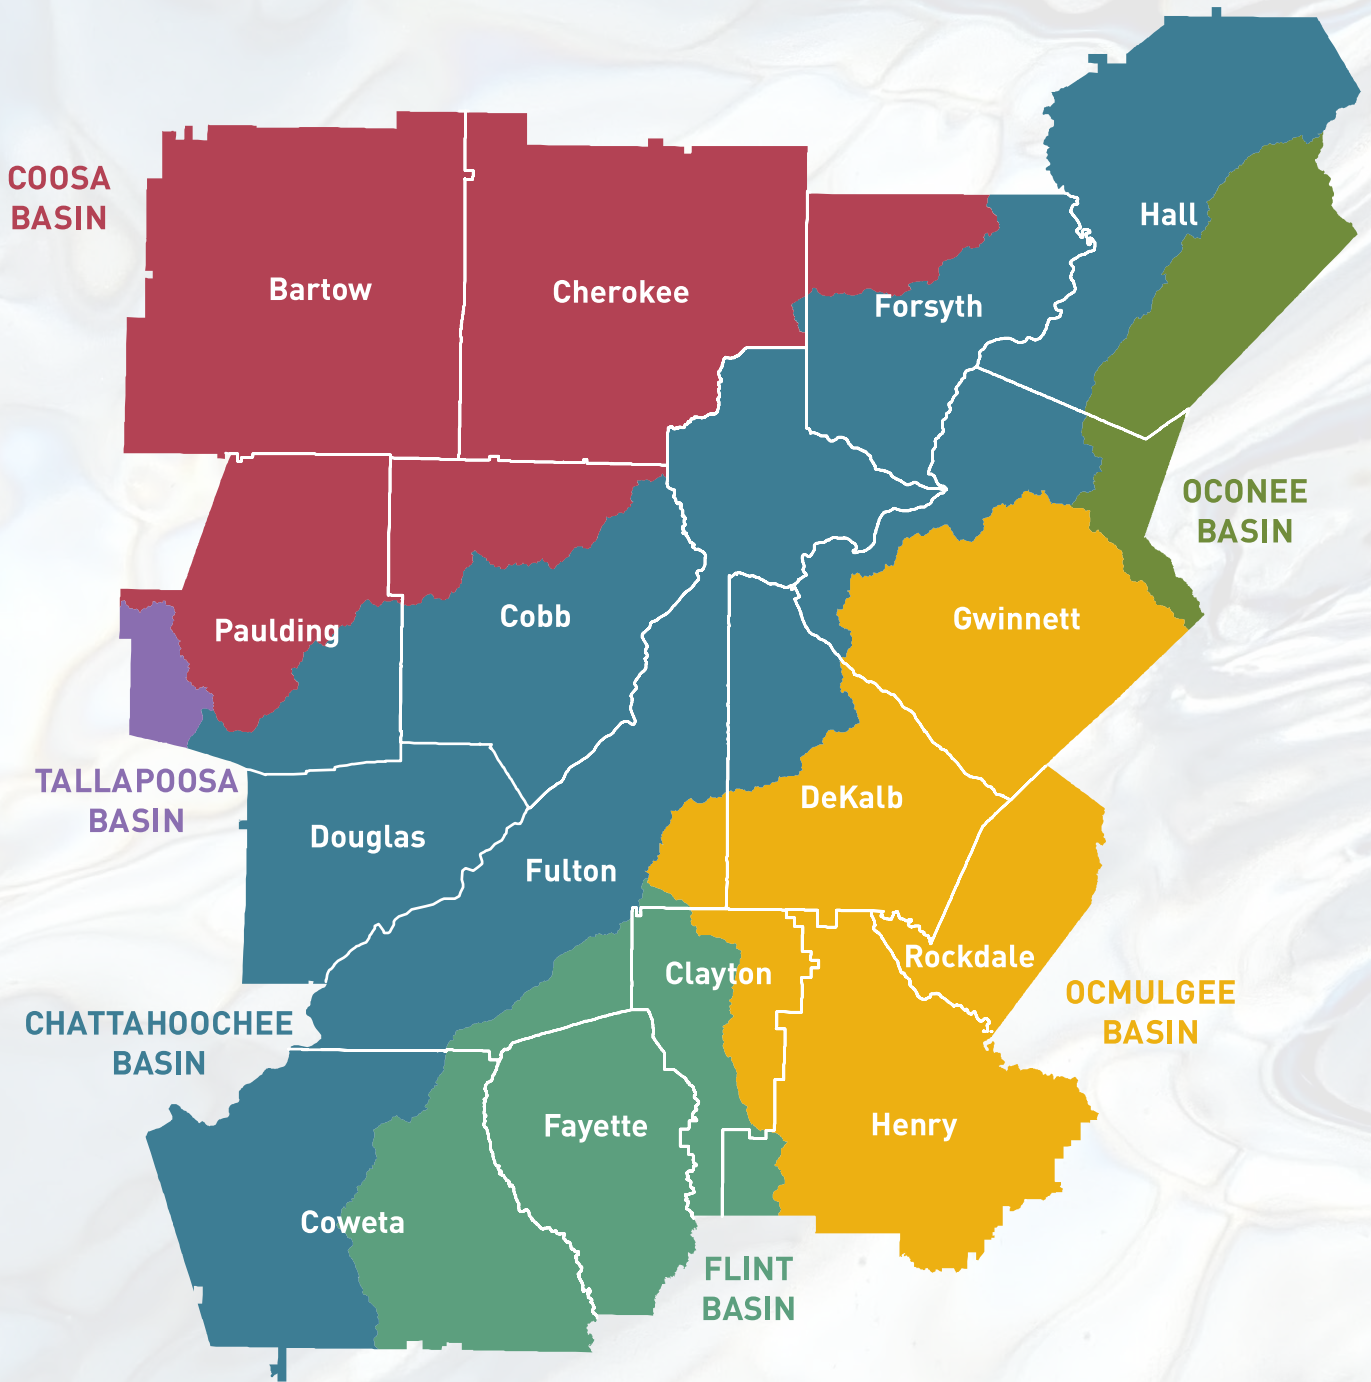 COOSA
BASIN
Hall
Bartow
Cherokee
Forsyth
OCONEE
BASIN
Cobb
Gwinnett
Paulding
TALLAPOOSA
BASIN
DeKalb
Douglas
Fulton
Rockdale
Clayton
OCMULGEE
BASIN
CHATTAHOOCHEE
BASIN
Fayette
Henry
Coweta
FLINT
BASIN